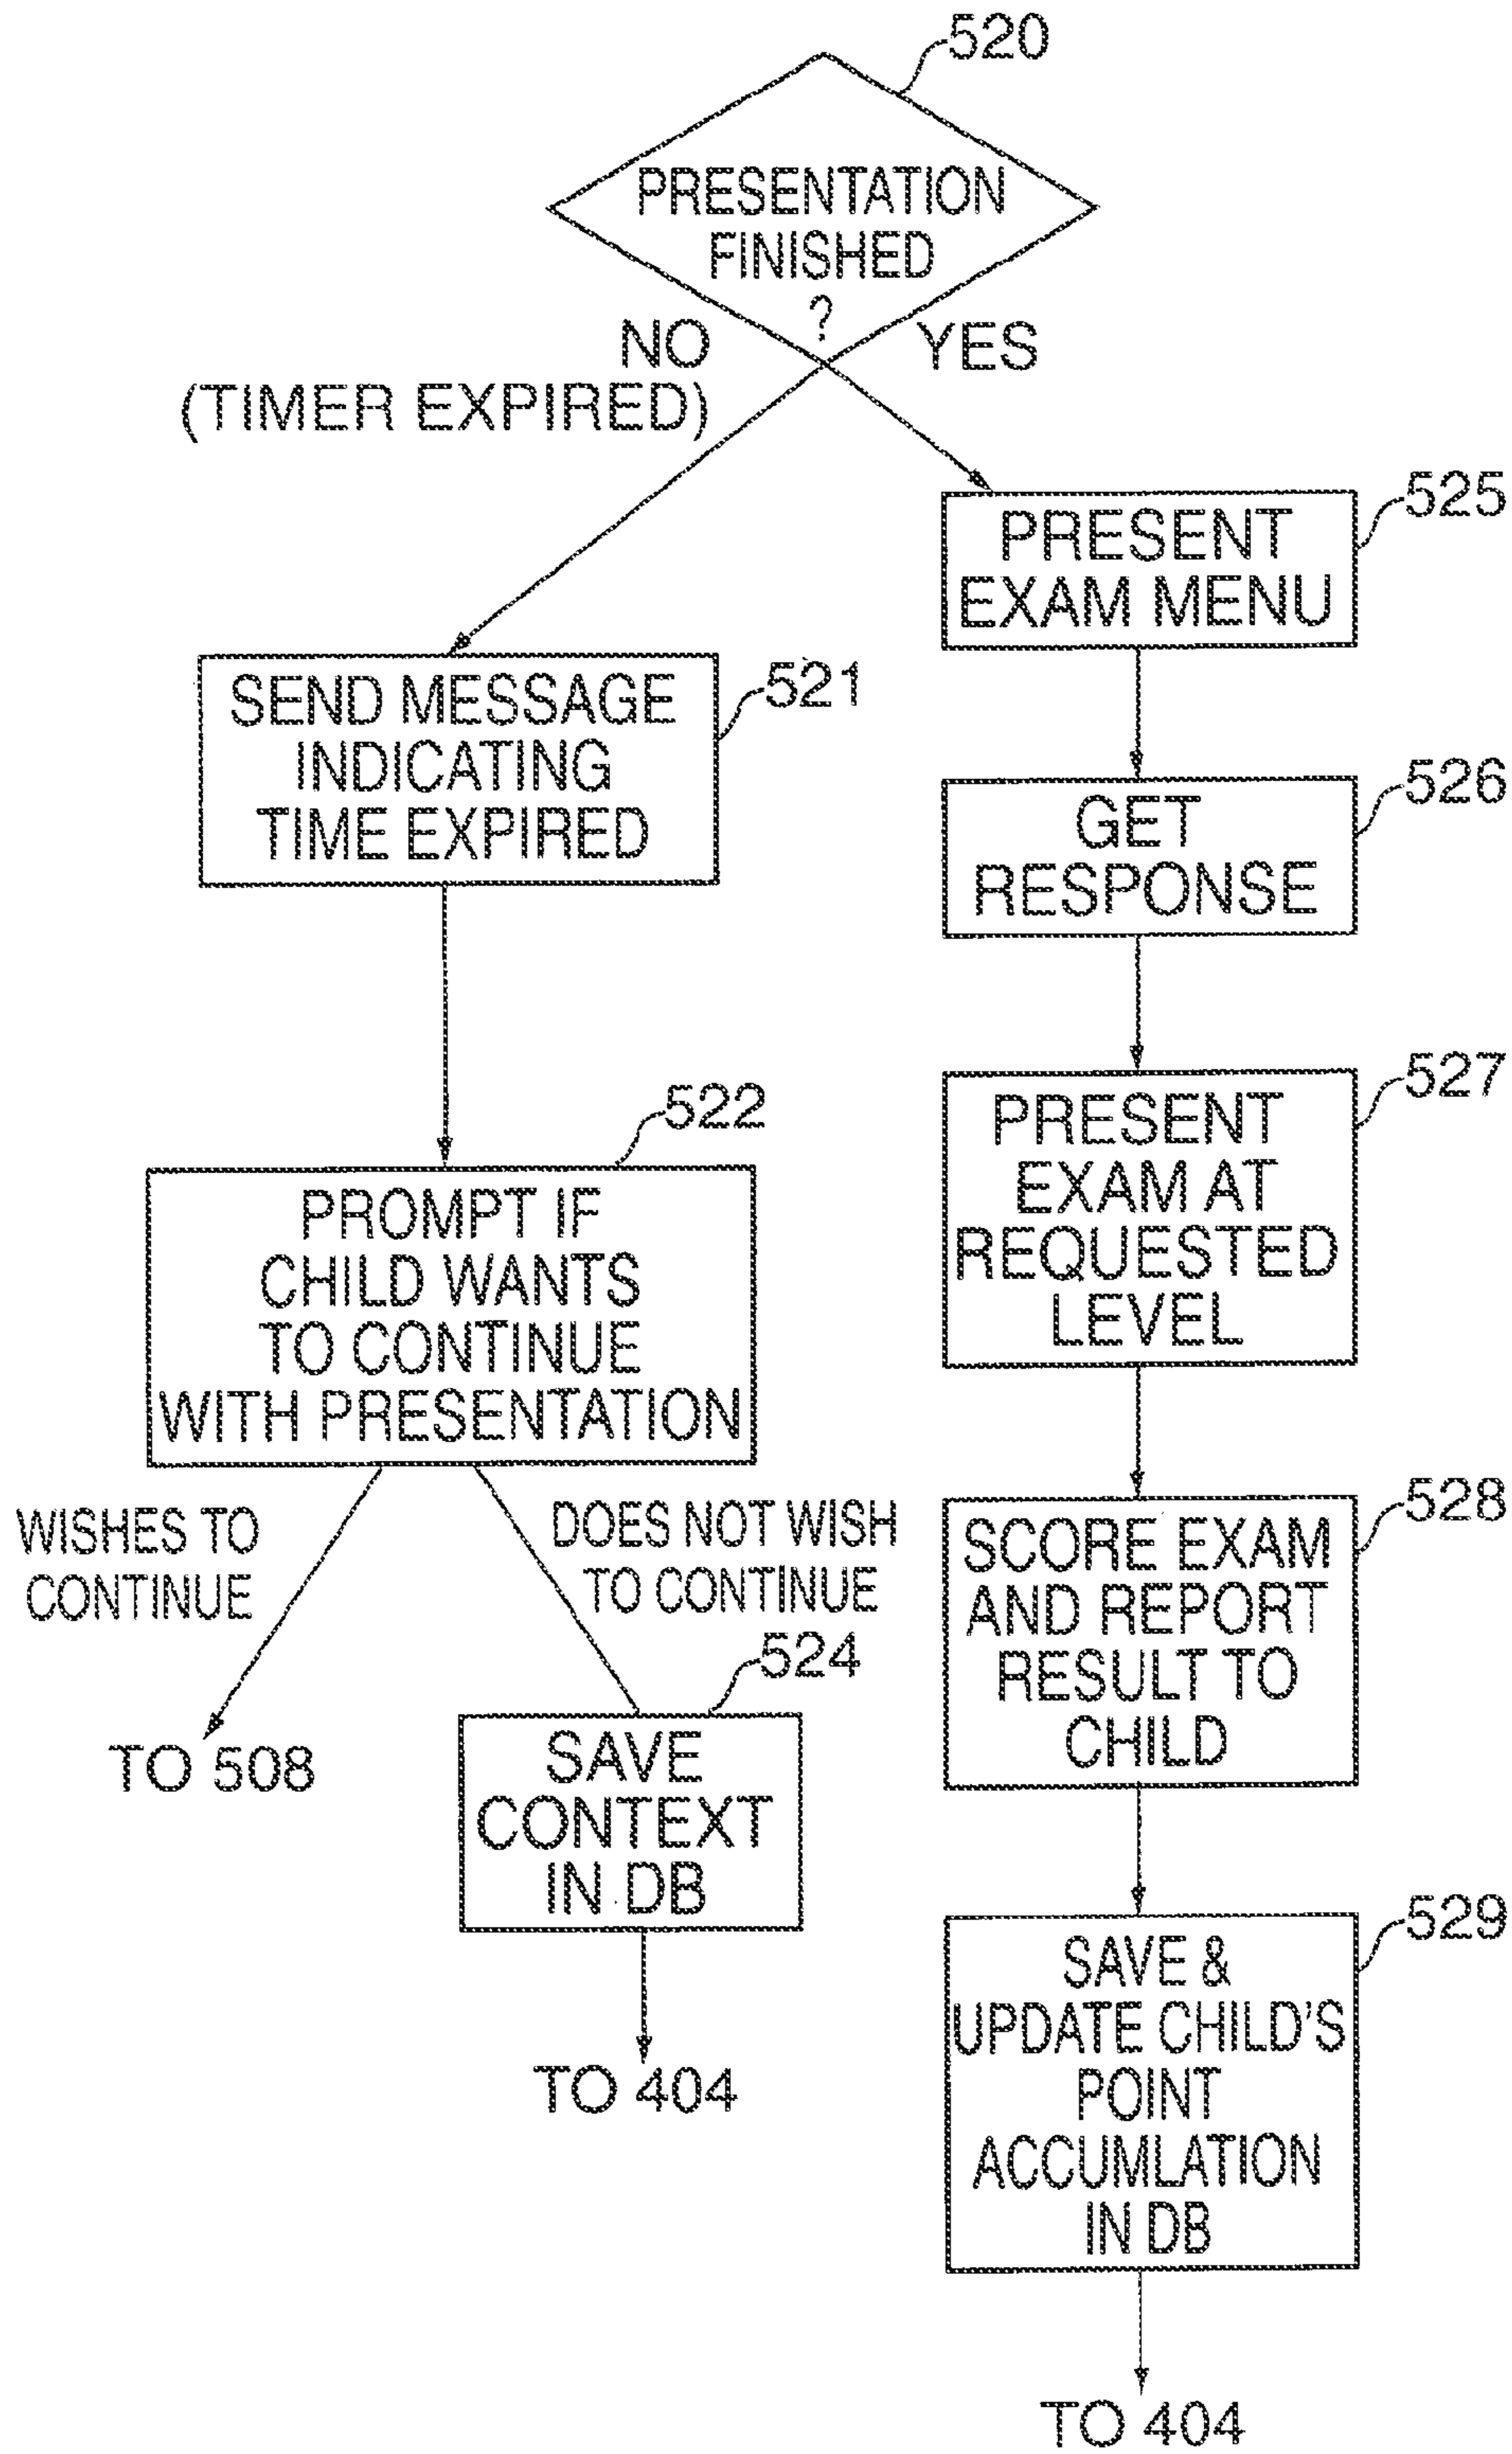 520
PRESENTATION
FINISHED
?
NO
(TIMER EXPIRED)
YES
521
SEND MESSAGE
INDICATING
TIME EXPIRED
522
PROMPT IF
CHILD WANTS
TO CONTINUE
WITH PRESENTATION
WISHES TO
CONTINUE
TO 508
DOES NOT WISH
TO CONTINUE
524
SAVE
CONTEXT
IN DB
TO 404
525
PRESENT
EXAM MENU
526
GET
RESPONSE
527
PRESENT
EXAM AT
REQUESTED
LEVEL
528
SCORE EXAM
AND REPORT
RESULT TO
CHILD
529
SAVE &
UPDATE CHILD'S
POINT
ACCUMLATION
IN DB
TO 404